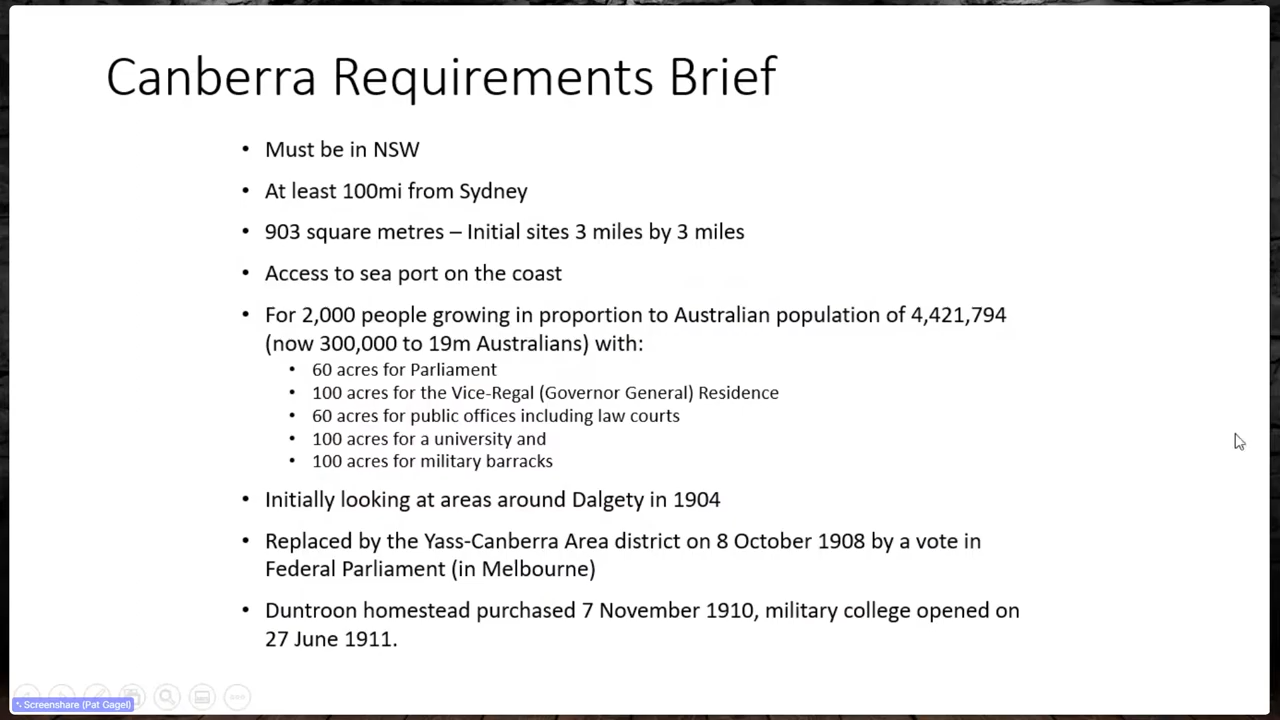 Canberra Requirements Brief
• Must be in NSW
• At least 100mi from Sydney
• 903 square metres – Initial sites 3 miles by 3 miles
• Access to sea port on the coast
• For 2,000 people growing in proportion to Australian population of 4,421,794
(now 300,000 to 19m Australians) with:
• 60 acres for Parliament
• 100 acres for the Vice-Regal (Governor General) Residence
• 60 acres for public offices including law courts
• 100 acres for a university and
• 100 acres for military barracks
• Initially looking at areas around Dalgety in 1904
• Replaced by the Yass-Canberra Area district on 8 October 1908 by a vote in
Federal Parliament (in Melbourne)
• Duntroon homestead purchased 7 November 1910, military college opened on
27 June 1911.
Screenshare (Pat Gagel)